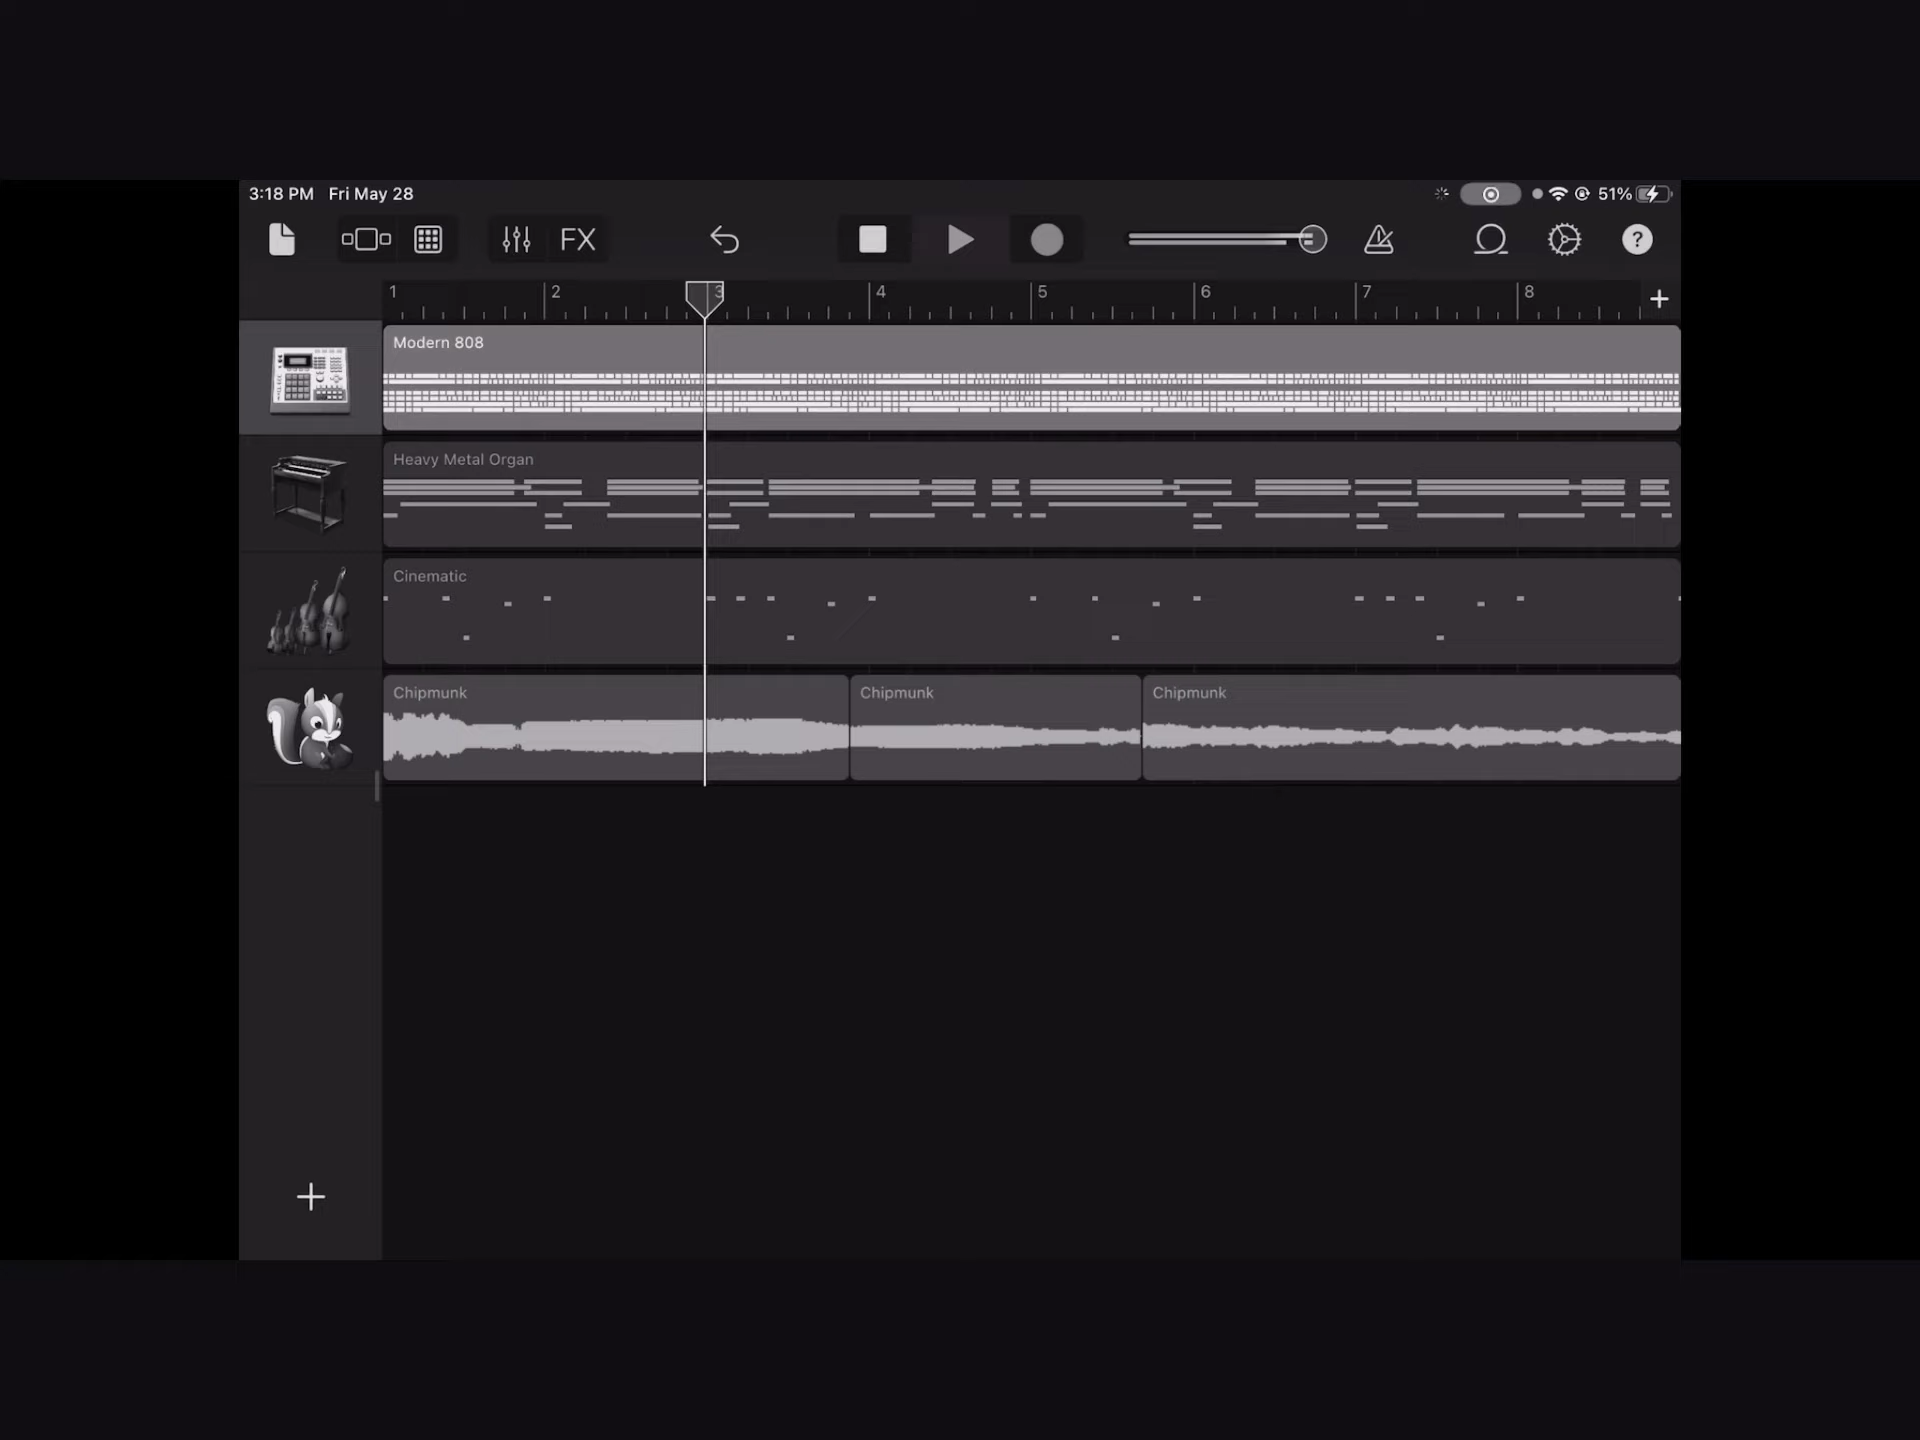 3:18 PM Fri May 28
51%
FX
?
1 2 3 4 5 6 7 8
Modern 808
Heavy Metal Organ
Cinematic
Chipmunk Chipmunk Chipmunk